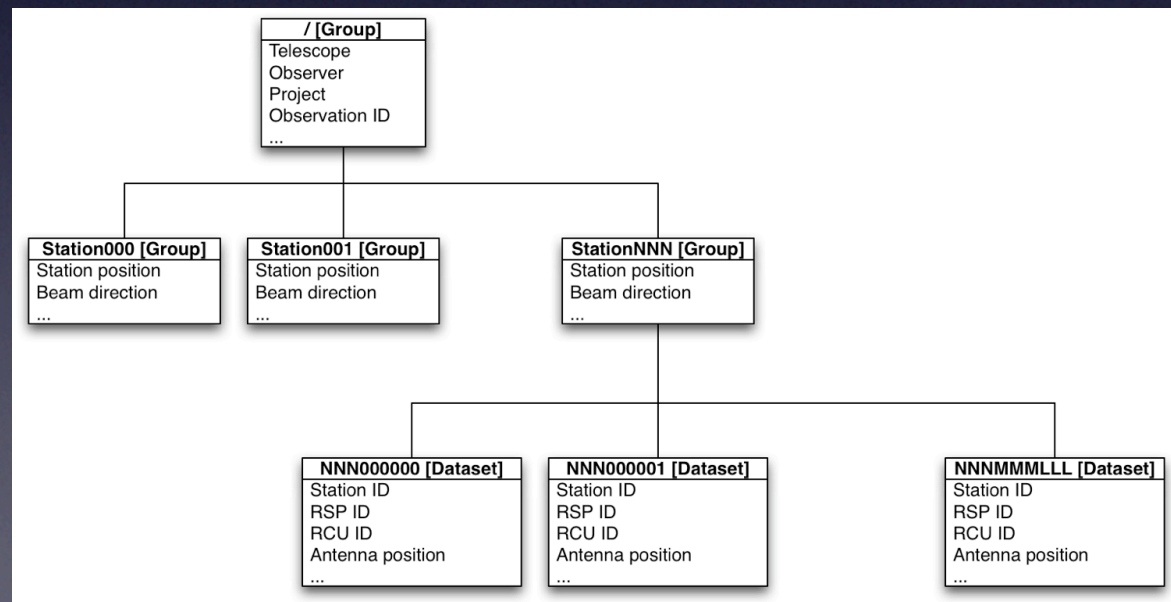 / [Group]
Telescope
Observer
Project
Observation ID
...
Station000 [Group]
Station position
Beam direction
...
Station001 [Group]
Station position
Beam direction
...
StationNNN [Group]
Station position
Beam direction
...
NNN000000 [Dataset]
Station ID
RSP ID
RCU ID
Antenna position
...
NNN000001 [Dataset]
Station ID
RSP ID
RCU ID
Antenna position
...
NNNMMMLLL [Dataset]
Station ID
RSP ID
RCU ID
Antenna position
...